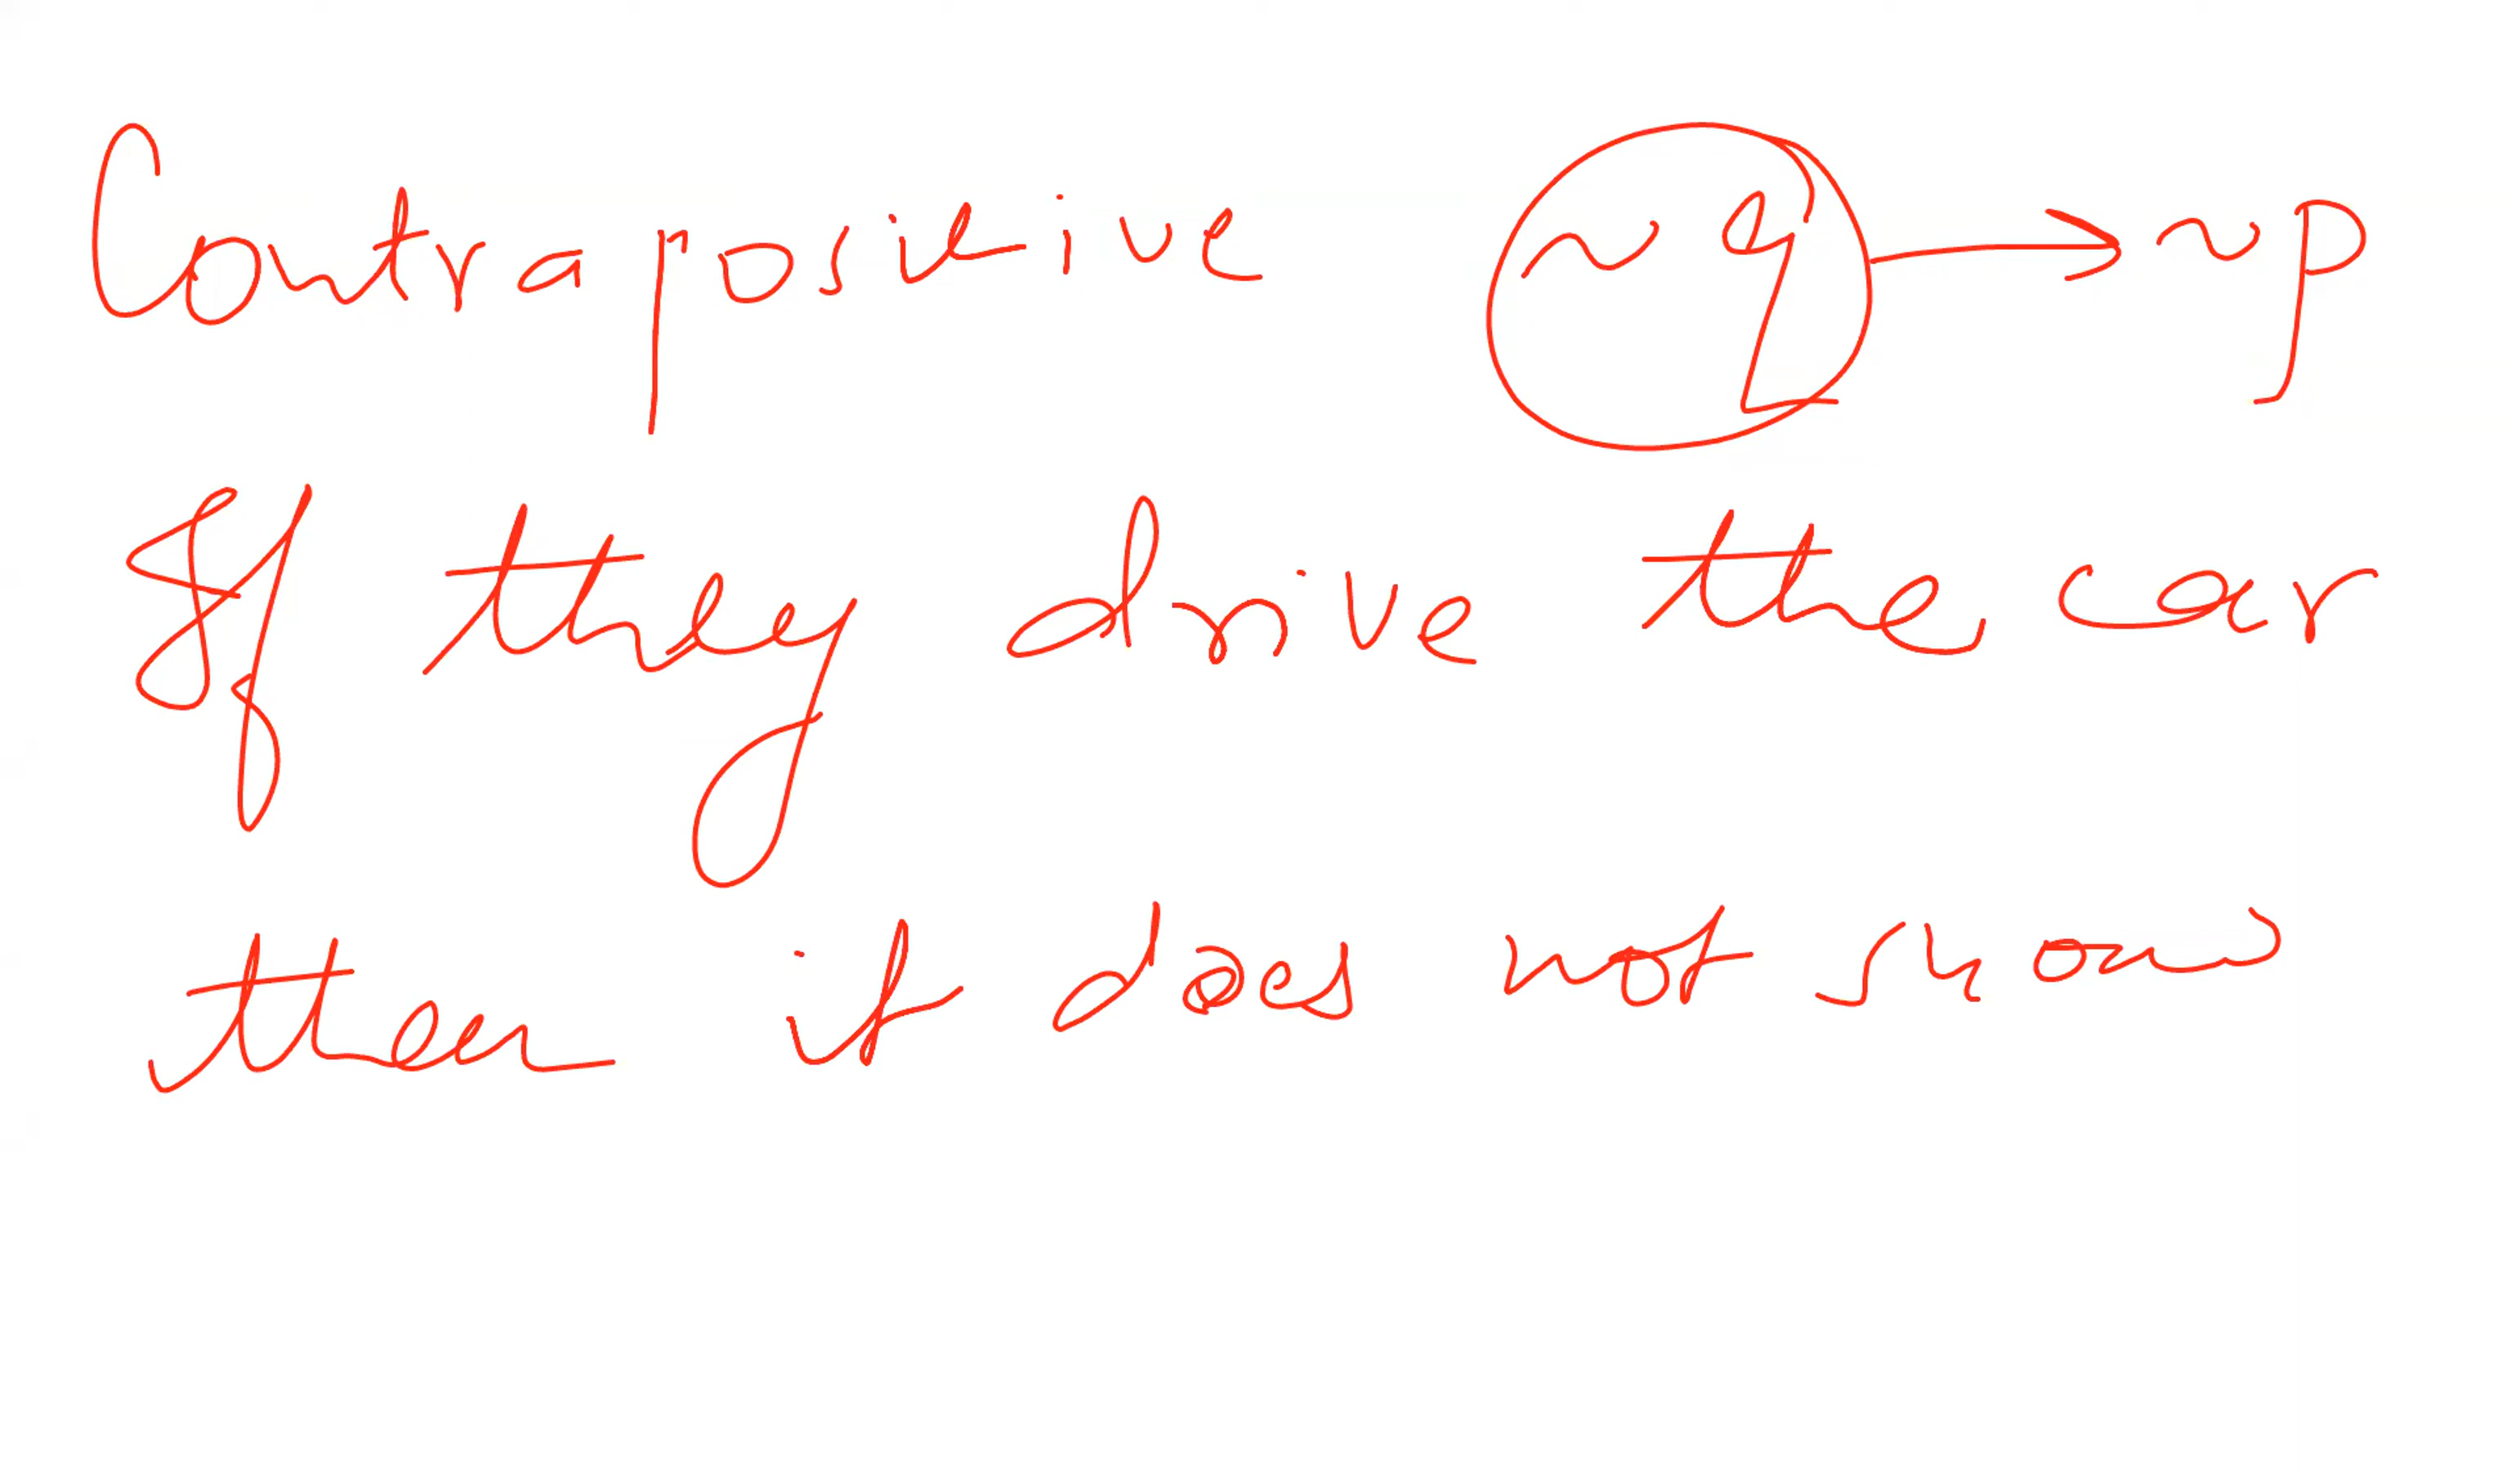 Contrapositive ~q → ~p
If they drive the car
then it does not snow